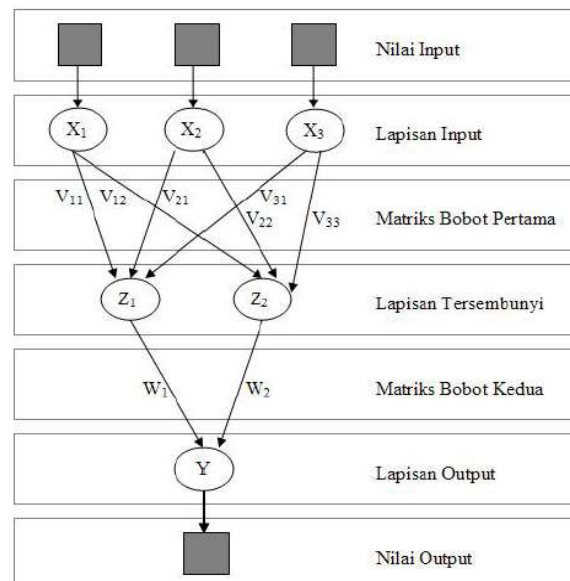 Nilai Input
X1 X2 X3 Lapisan Input
V11 V12 V21 V31
V22 V33 Matriks Bobot Pertama
Z1 Z2 Lapisan Tersembunyi
W1 W2 Matriks Bobot Kedua
Y Lapisan Output
Nilai Output